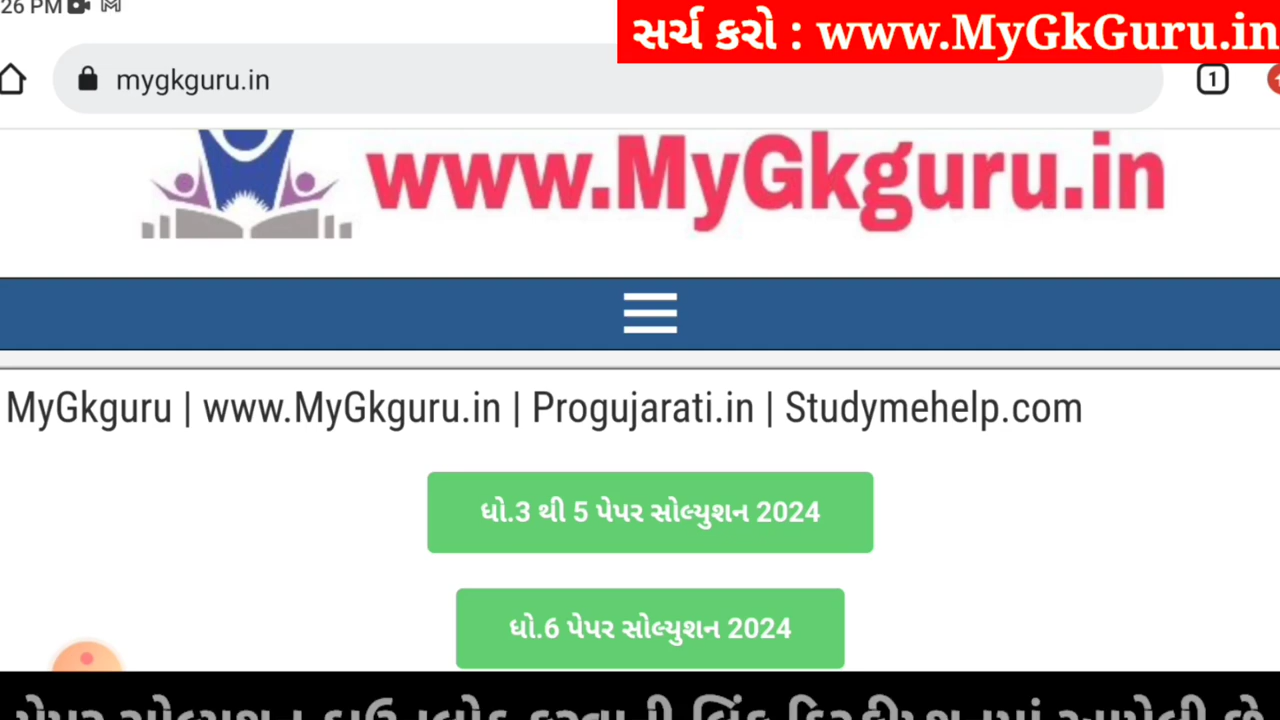 26 PM
સર્ચ કરો : www.MyGkGuru.in
mygkguru.in
1
www.MyGkguru.in
MyGkguru | www.MyGkguru.in | Progujarati.in | Studymehelp.com
ધો.3 થી 5 પેપર સોલ્યુશન 2024
ધો.6 પેપર સોલ્યુશન 2024